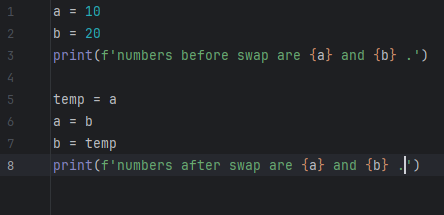 1 a = 10
2 b = 20
3 print(f'numbers before swap are {a} and {b} .')
4
5 temp = a
6 a = b
7 b = temp
8 print(f'numbers after swap are {a} and {b} .')